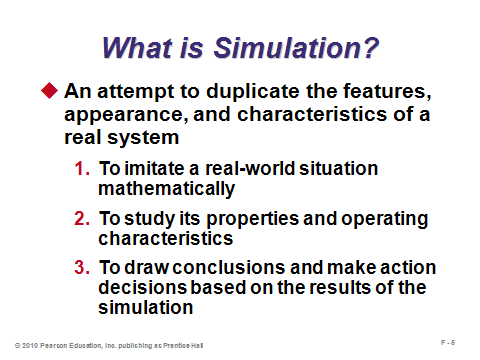 What is Simulation?
An attempt to duplicate the features,
appearance, and characteristics of a
real system
1. To imitate a real-world situation
mathematically
2. To study its properties and operating
characteristics
3. To draw conclusions and make action
decisions based on the results of the
simulation
© 2010 Pearson Education, Inc. publishing as Prentice Hall
F - 5